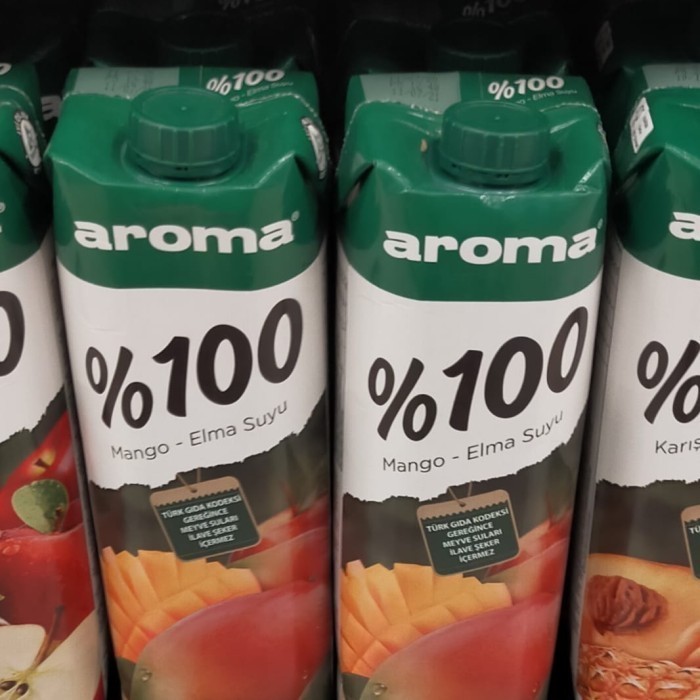 %100
aroma
%100
Mango - Elma Suyu
TÜRK GIDA KODEKSİ
GEREĞİNCE
MEYVE SULARI
İLAVE ŞEKER
İÇERMEZ
%100
aroma
%100
Mango - Elma Suyu
TÜRK GIDA KODEKSİ
GEREĞİNCE
MEYVE SULARI
İLAVE ŞEKER
İÇERMEZ